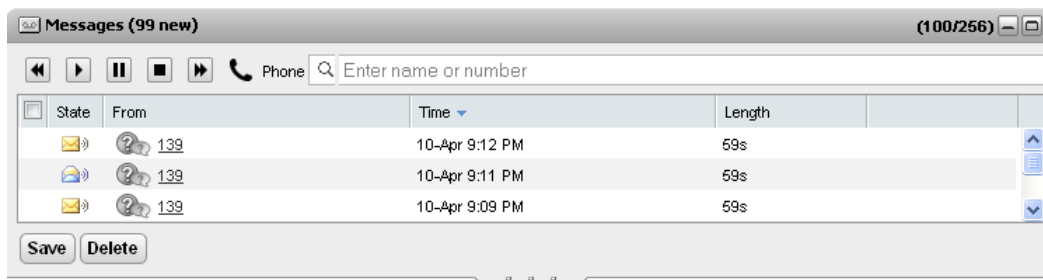 Messages (99 new) (100/256)
Phone Enter name or number
State From Time Length
139 10-Apr 9:12 PM 59s
139 10-Apr 9:11 PM 59s
139 10-Apr 9:09 PM 59s
Save Delete